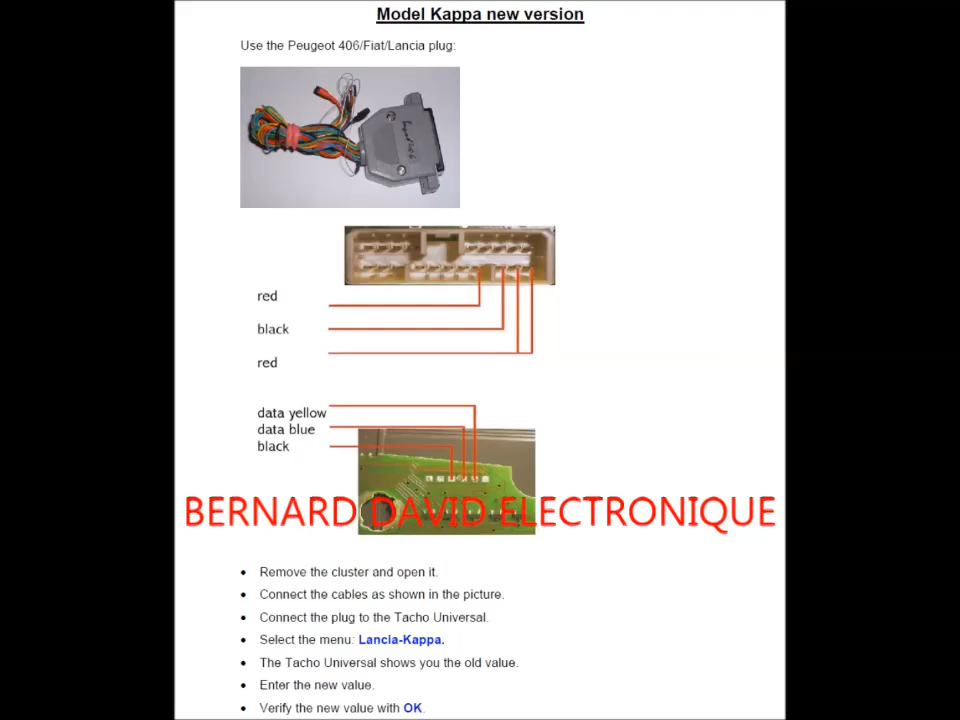 Model Kappa new version
Use the Peugeot 406/Fiat/Lancia plug:
red
black
red
data yellow
data blue
black
BERNARD DAVID ELECTRONIQUE
• Remove the cluster and open it.
• Connect the cables as shown in the picture.
• Connect the plug to the Tacho Universal.
• Select the menu: Lancia-Kappa.
• The Tacho Universal shows you the old value.
• Enter the new value.
• Verify the new value with OK.